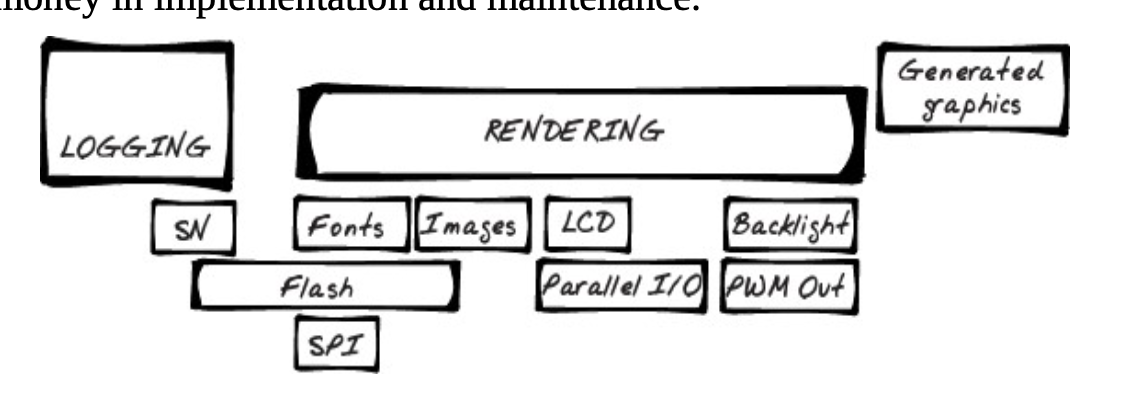 money in implementation and maintenance.
Generated
graphics
RENDERING
LOGGING
SN
Fonts
Images
LCD
Backlight
Flash
Parallel I/O
PWM Out
SPI